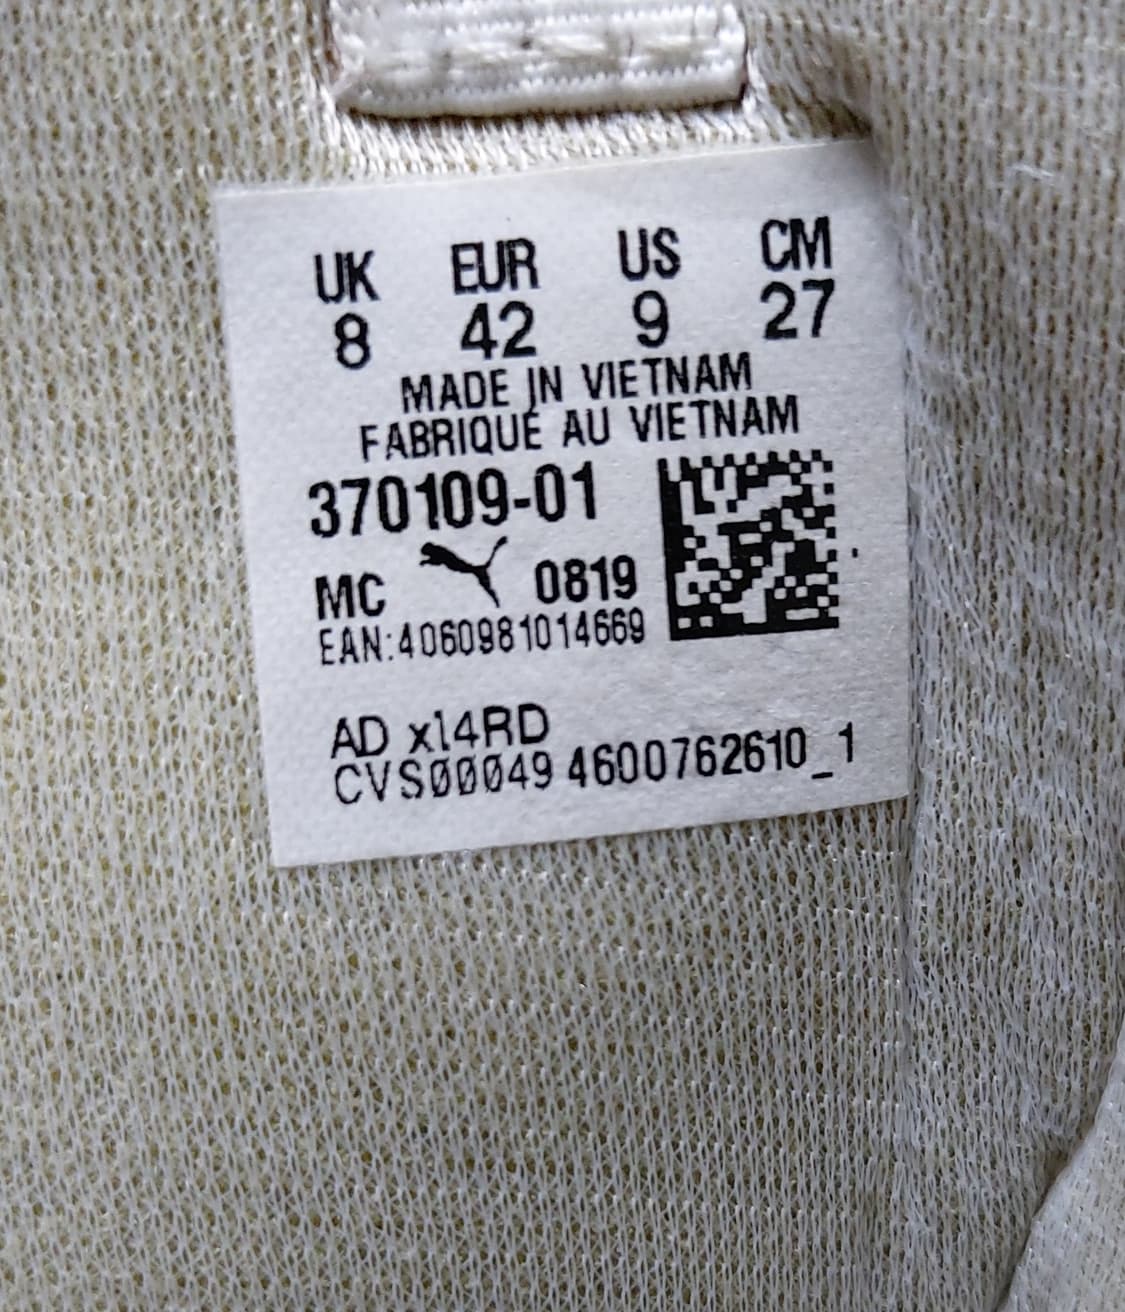 UK EUR US CM
8 42 9 27
MADE IN VIETNAM
FABRIQUÉ AU VIETNAM
370109-01
MC 0819
EAN:4060981014669
AD x14RD
CVS00049 4600762610_1